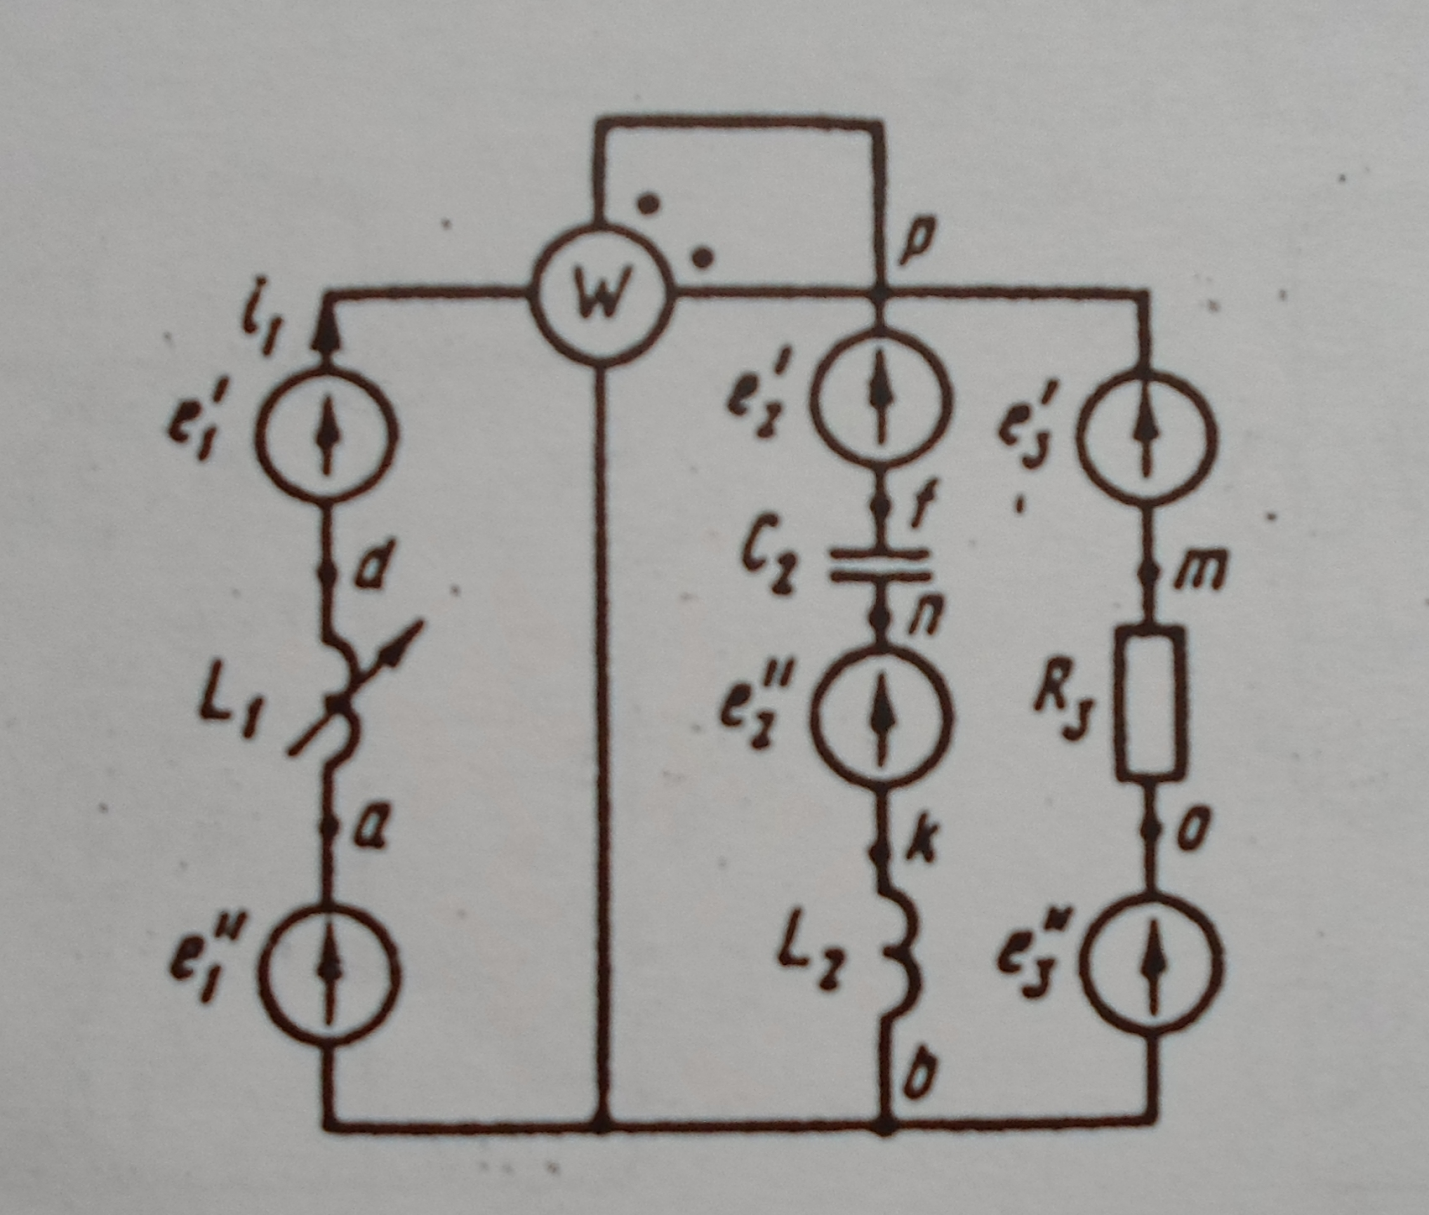 p
W
i₁
e₁′
e₂′
e₃′
f
d
C₂
m
n
L₁
e₂″
R₃
a
k
o
e₁″
L₂
e₃″
b